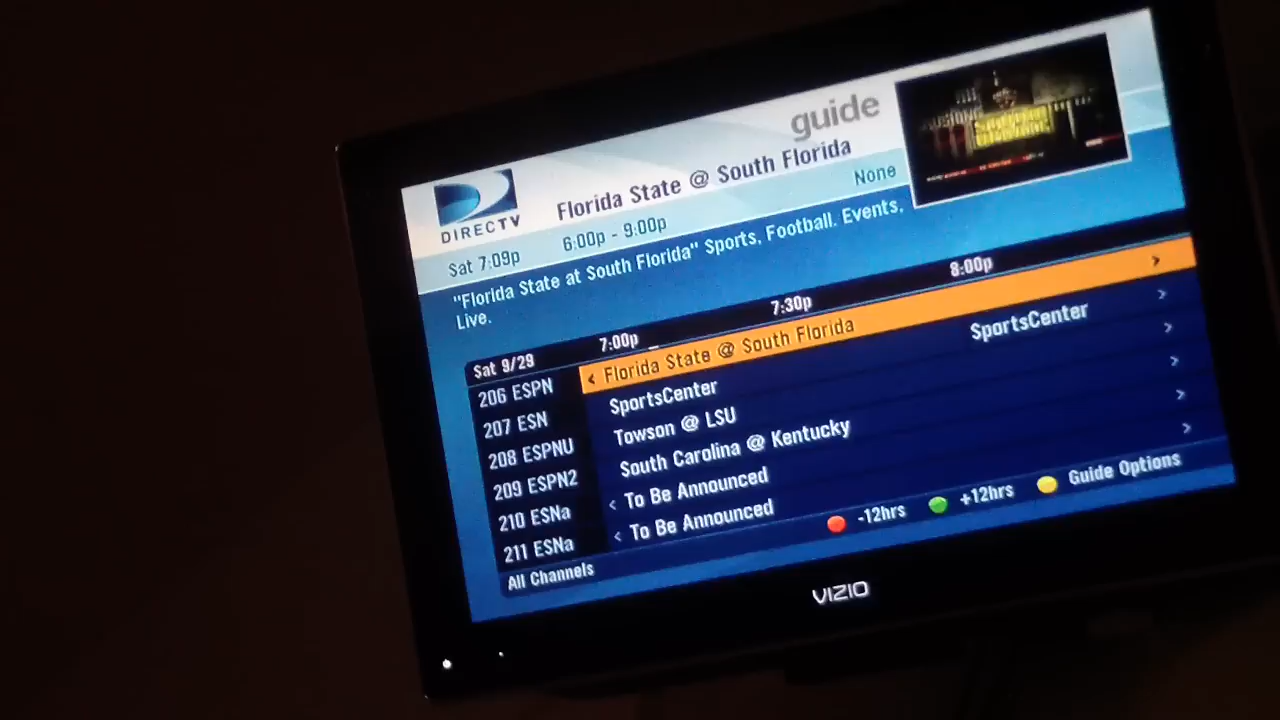 guide
DIRECTV
Florida State @ South Florida
Sat 7:09p 6:00p - 9:00p None
"Florida State at South Florida" Sports, Football. Events,
Live.
Sat 9/29 7:00p 7:30p 8:00p
206 ESPN < Florida State @ South Florida >
207 ESN SportsCenter SportsCenter >
208 ESPNU Towson @ LSU >
209 ESPN2 South Carolina @ Kentucky >
210 ESNa < To Be Announced >
211 ESNa < To Be Announced >
All Channels -12hrs +12hrs Guide Options
VIZIO